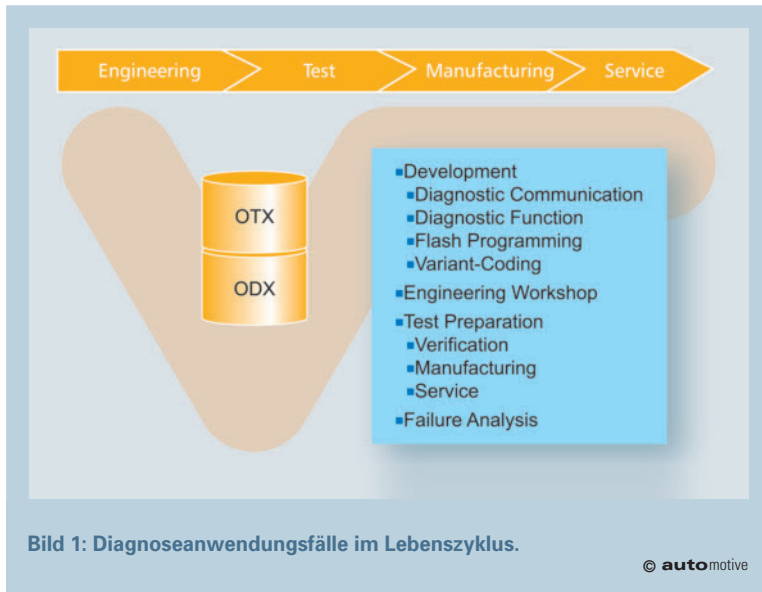 Engineering Test Manufacturing Service
OTX
ODX
▪Development
▪Diagnostic Communication
▪Diagnostic Function
▪Flash Programming
▪Variant-Coding
▪Engineering Workshop
▪Test Preparation
▪Verification
▪Manufacturing
▪Service
▪Failure Analysis
Bild 1: Diagnoseanwendungsfälle im Lebenszyklus.
© automotive